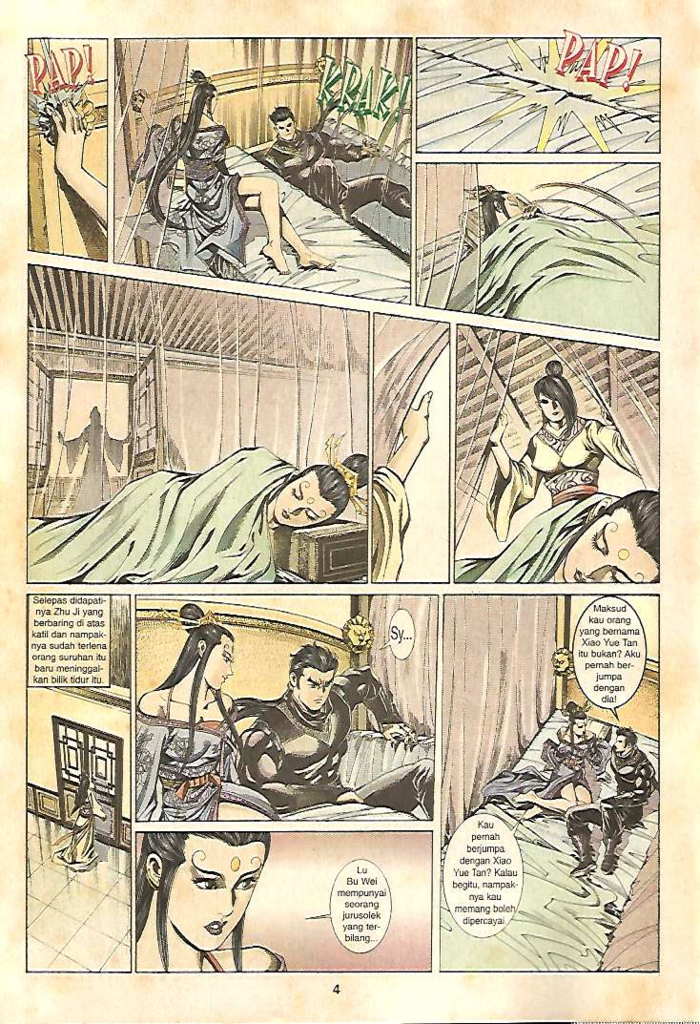 PAP!
KRAK!
PAP!
Selepas didapati-
nya Zhu Ji yang
berbaring di atas
katil dan nampak-
nya sudah terlena
orang suruhan itu
baru meninggal-
kan bilik tidur itu.
Sy...
Lu
Bu Wei
mempunyai
seorang
jurusolek
yang ter-
bilang...
Maksud
kau orang
yang bernama
Xiao Yue Tan
itu bukan? Aku
pernah ber-
jumpa
dengan
dia!
Kau
pernah
berjumpa
dengan Xiao
Yue Tan? Kalau
begitu, nampak-
nya kau
memang boleh
dipercayai.
4